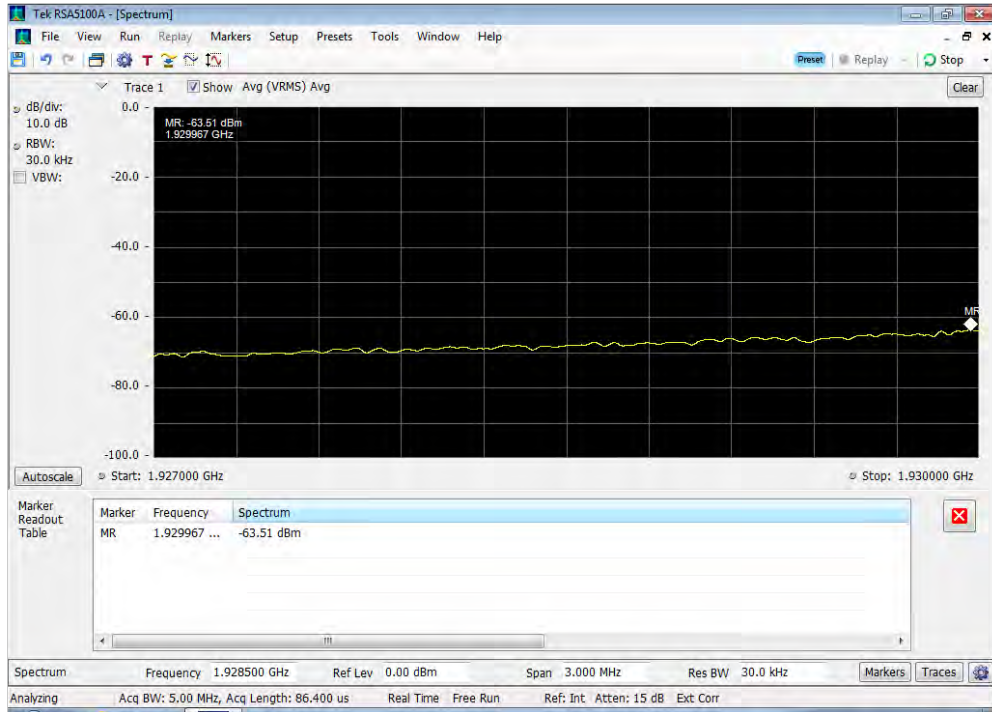 Tek RSA5100A - [Spectrum]
File View Run Replay Markers Setup Presets Tools Window Help
T Preset Replay Stop
Trace 1 Show Avg (VRMS) Avg Clear
dB/div:
10.0 dB
RBW:
30.0 kHz
VBW:
0.0
-20.0
-40.0
-60.0
-80.0
-100.0
MR: -63.51 dBm
1.929967 GHz
MR
Autoscale Start: 1.927000 GHz Stop: 1.930000 GHz
Marker
Readout
Table
Marker Frequency Spectrum
MR 1.929967 ... -63.51 dBm
Spectrum Frequency 1.928500 GHz Ref Lev 0.00 dBm Span 3.000 MHz Res BW 30.0 kHz Markers Traces
Analyzing Acq BW: 5.00 MHz, Acq Length: 86.400 us Real Time Free Run Ref: Int Atten: 15 dB Ext Corr